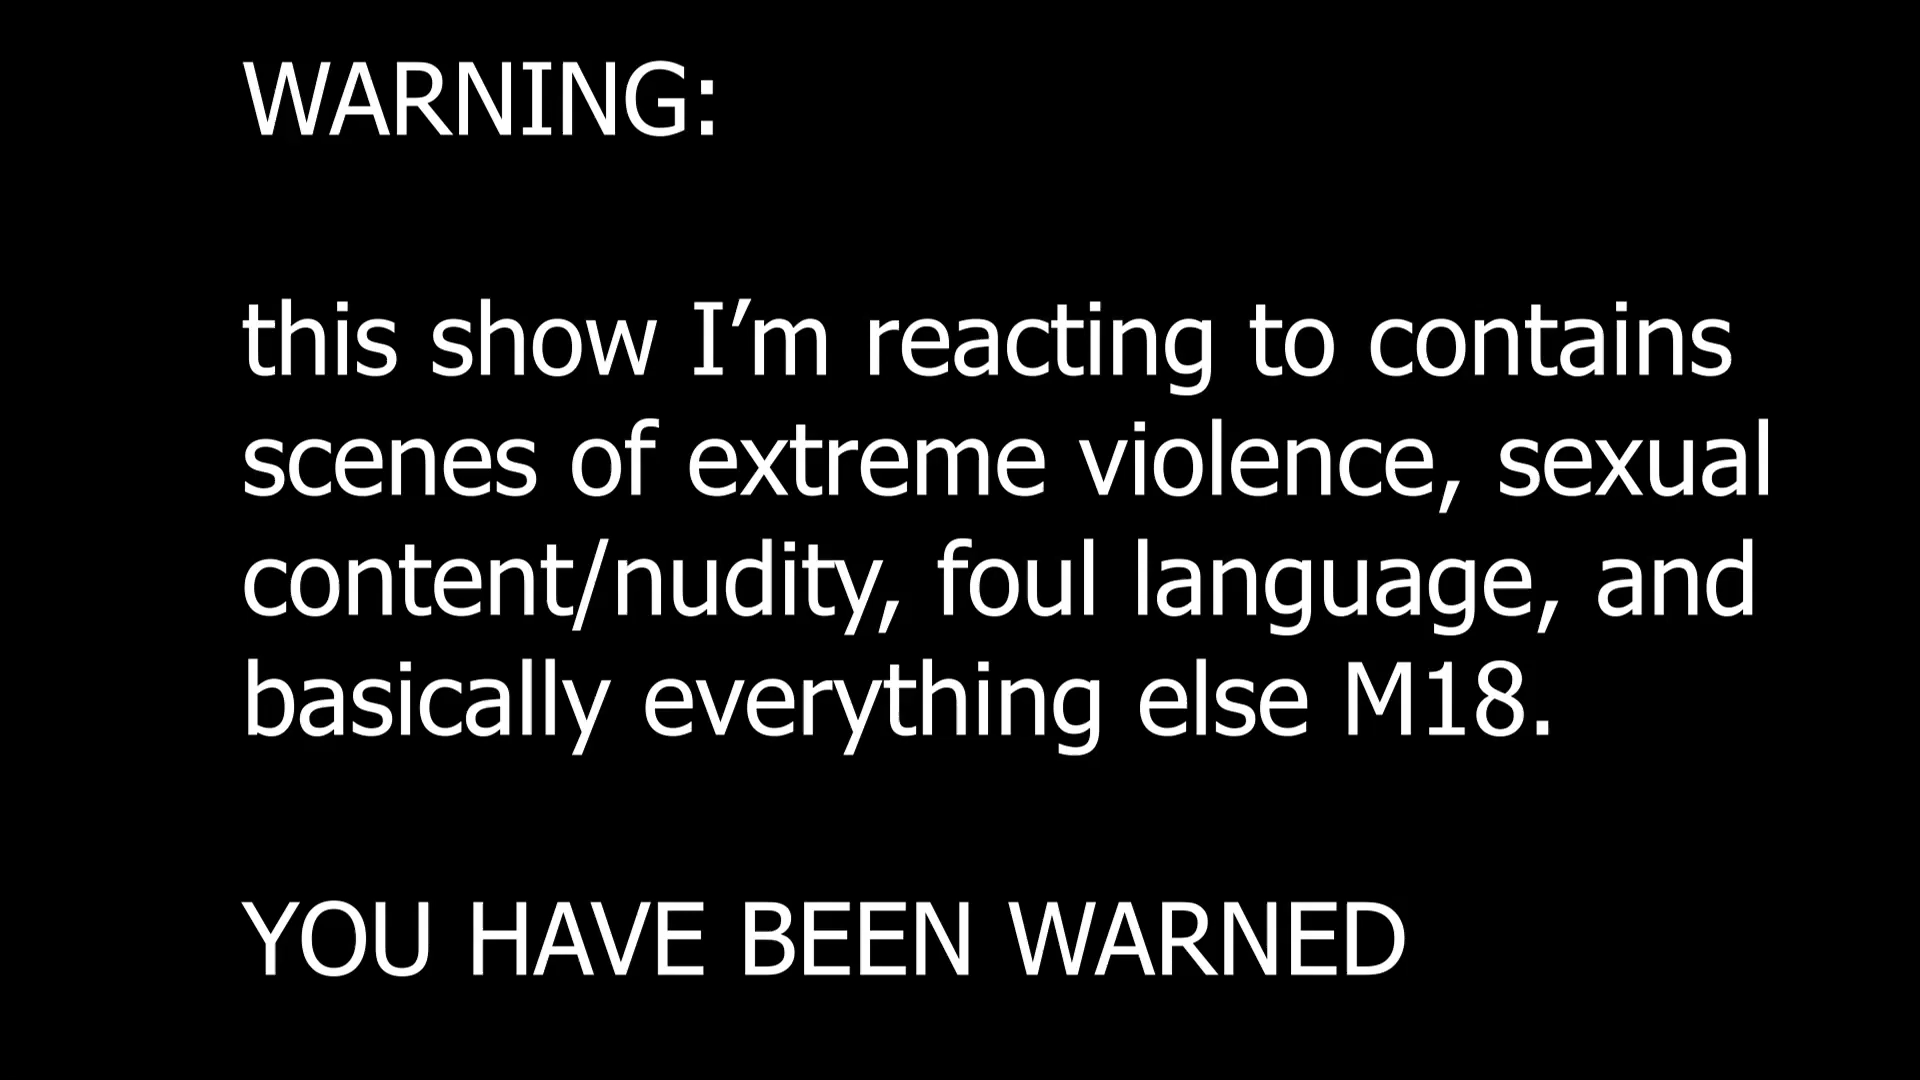 WARNING:
this show I’m reacting to contains
scenes of extreme violence, sexual
content/nudity, foul language, and
basically everything else M18.
YOU HAVE BEEN WARNED